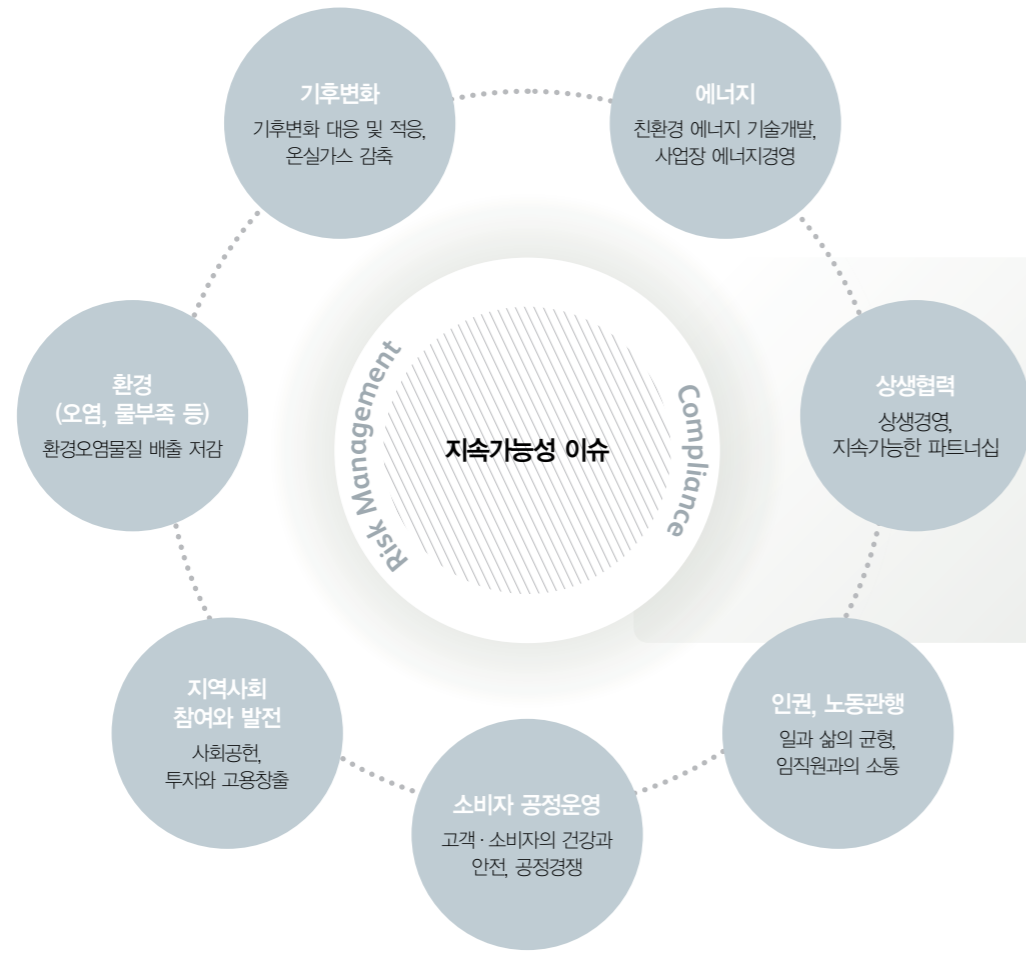 기후변화
기후변화 대응 및 적응,
온실가스 감축
에너지
친환경 에너지 기술개발,
사업장 에너지경영
환경
(오염, 물부족 등)
환경오염물질 배출 저감
Risk Management
지속가능성 이슈
Compliance
상생협력
상생경영,
지속가능한 파트너십
지역사회
참여와 발전
사회공헌,
투자와 고용창출
소비자 공정운영
고객 · 소비자의 건강과
안전, 공정경쟁
인권, 노동관행
일과 삶의 균형,
임직원과의 소통